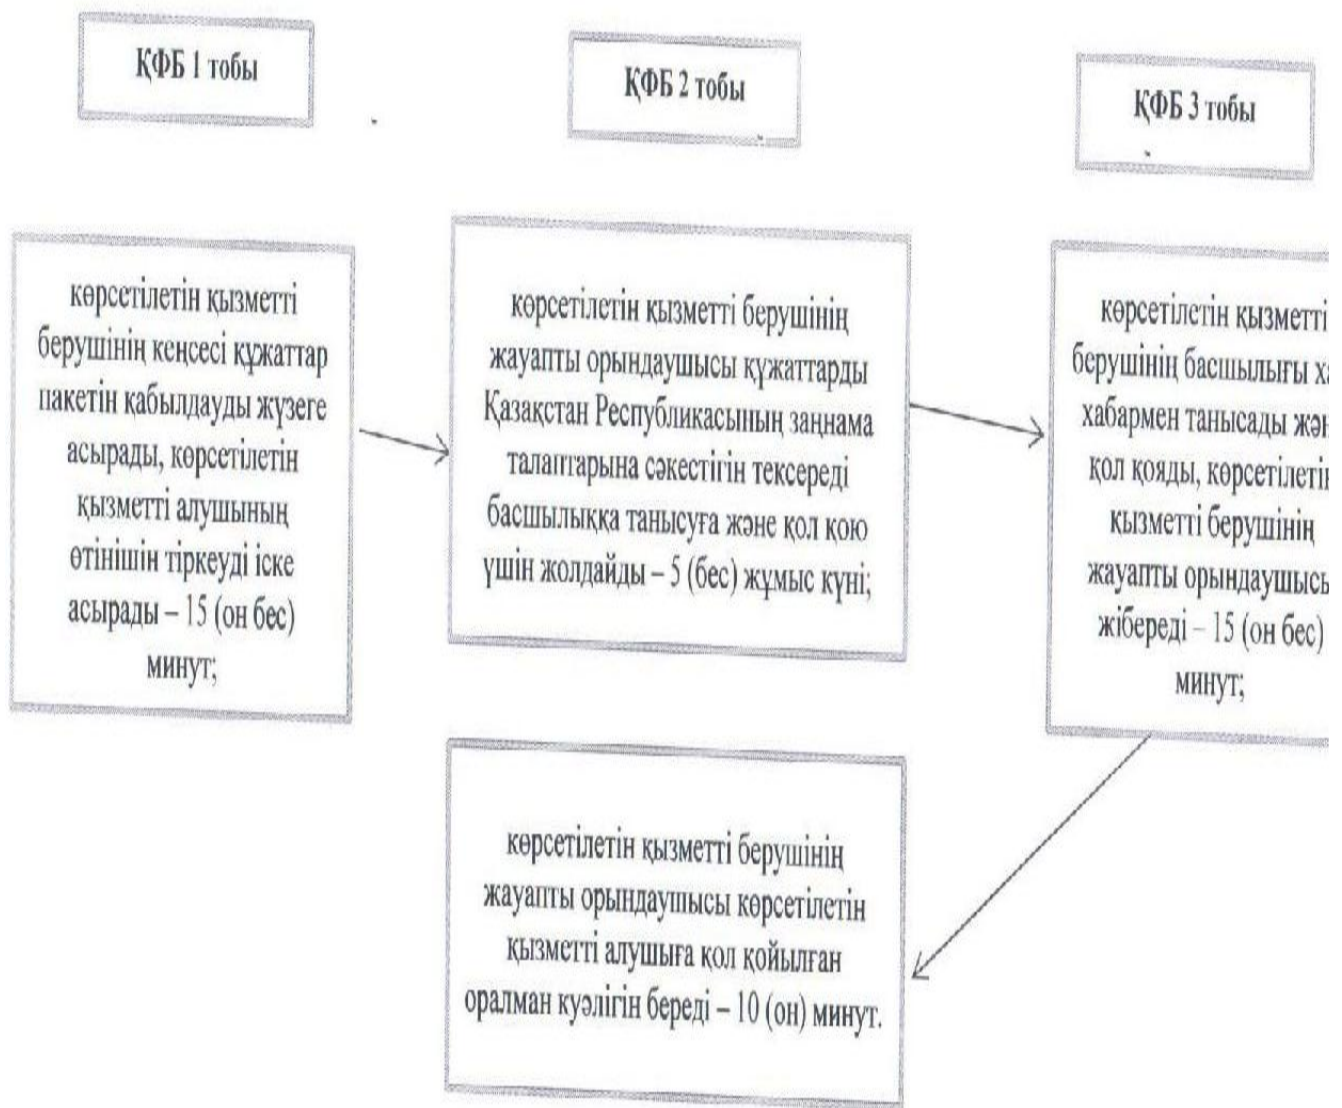 ҚФБ 1 тобы
ҚФБ 2 тобы
ҚФБ 3 тобы
көрсетілетін қызметті
берушінің кеңсесі құжаттар
пакетін қабылдауды жүзеге
асырады, көрсетілетін
қызметті алушының
өтінішін тіркеуді іске
асырады – 15 (он бес)
минут;
көрсетілетін қызметті берушінің
жауапты орындаушысы құжаттарды
Қазақстан Республикасының заңнама
талаптарына сәкестігін тексереді
басшылыққа танысуға және қол қою
үшін жолдайды – 5 (бес) жұмыс күні;
көрсетілетін қызметті
берушінің басшылығы
хабармен танысады
қол қояды,
қызметті берушінің
жауапты
жібереді – 15 (он бес)
минут;
көрсетілетін қызметті берушінің
жауапты орындаушысы көрсетілетін
қызметті алушыға қол қойылған
оралман куәлігін береді – 10 (он) минут.